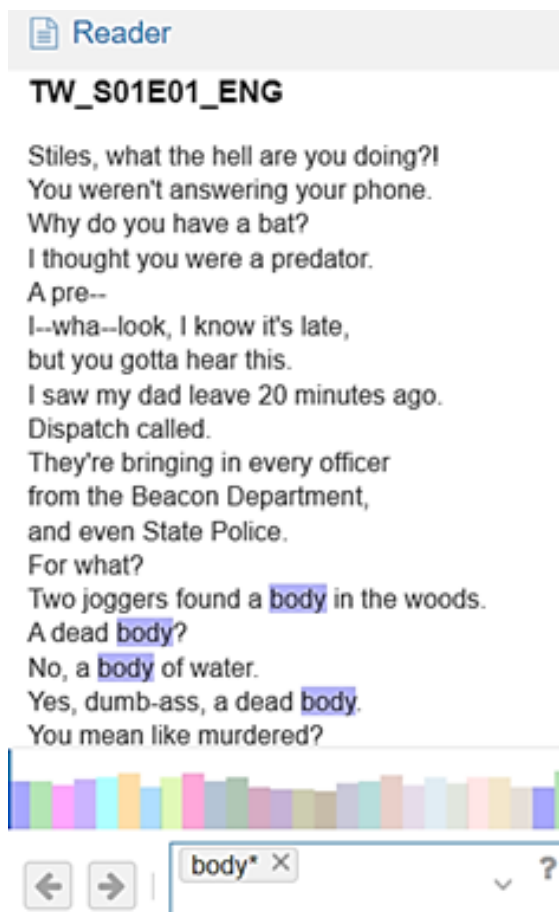 Reader
TW_S01E01_ENG
Stiles, what the hell are you doing?!
You weren't answering your phone.
Why do you have a bat?
I thought you were a predator.
A pre--
I--wha--look, I know it's late,
but you gotta hear this.
I saw my dad leave 20 minutes ago.
Dispatch called.
They're bringing in every officer
from the Beacon Department,
and even State Police.
For what?
Two joggers found a body in the woods.
A dead body?
No, a body of water.
Yes, dumb-ass, a dead body.
You mean like murdered?
body* ×
?